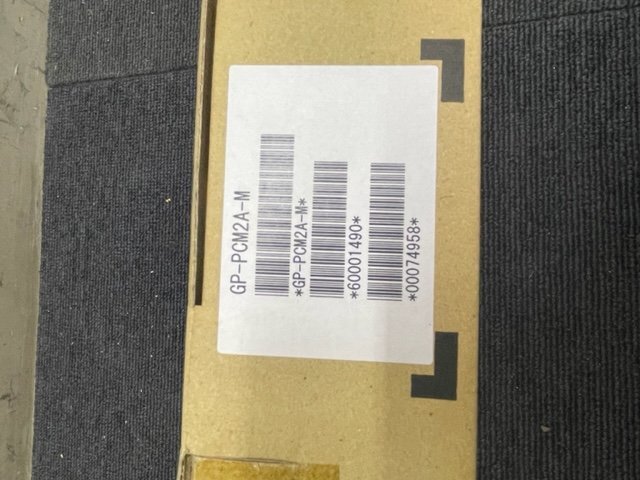 GP-PCM2A-M
*GP-PCM2A-M*
*60001490*
*00074958*